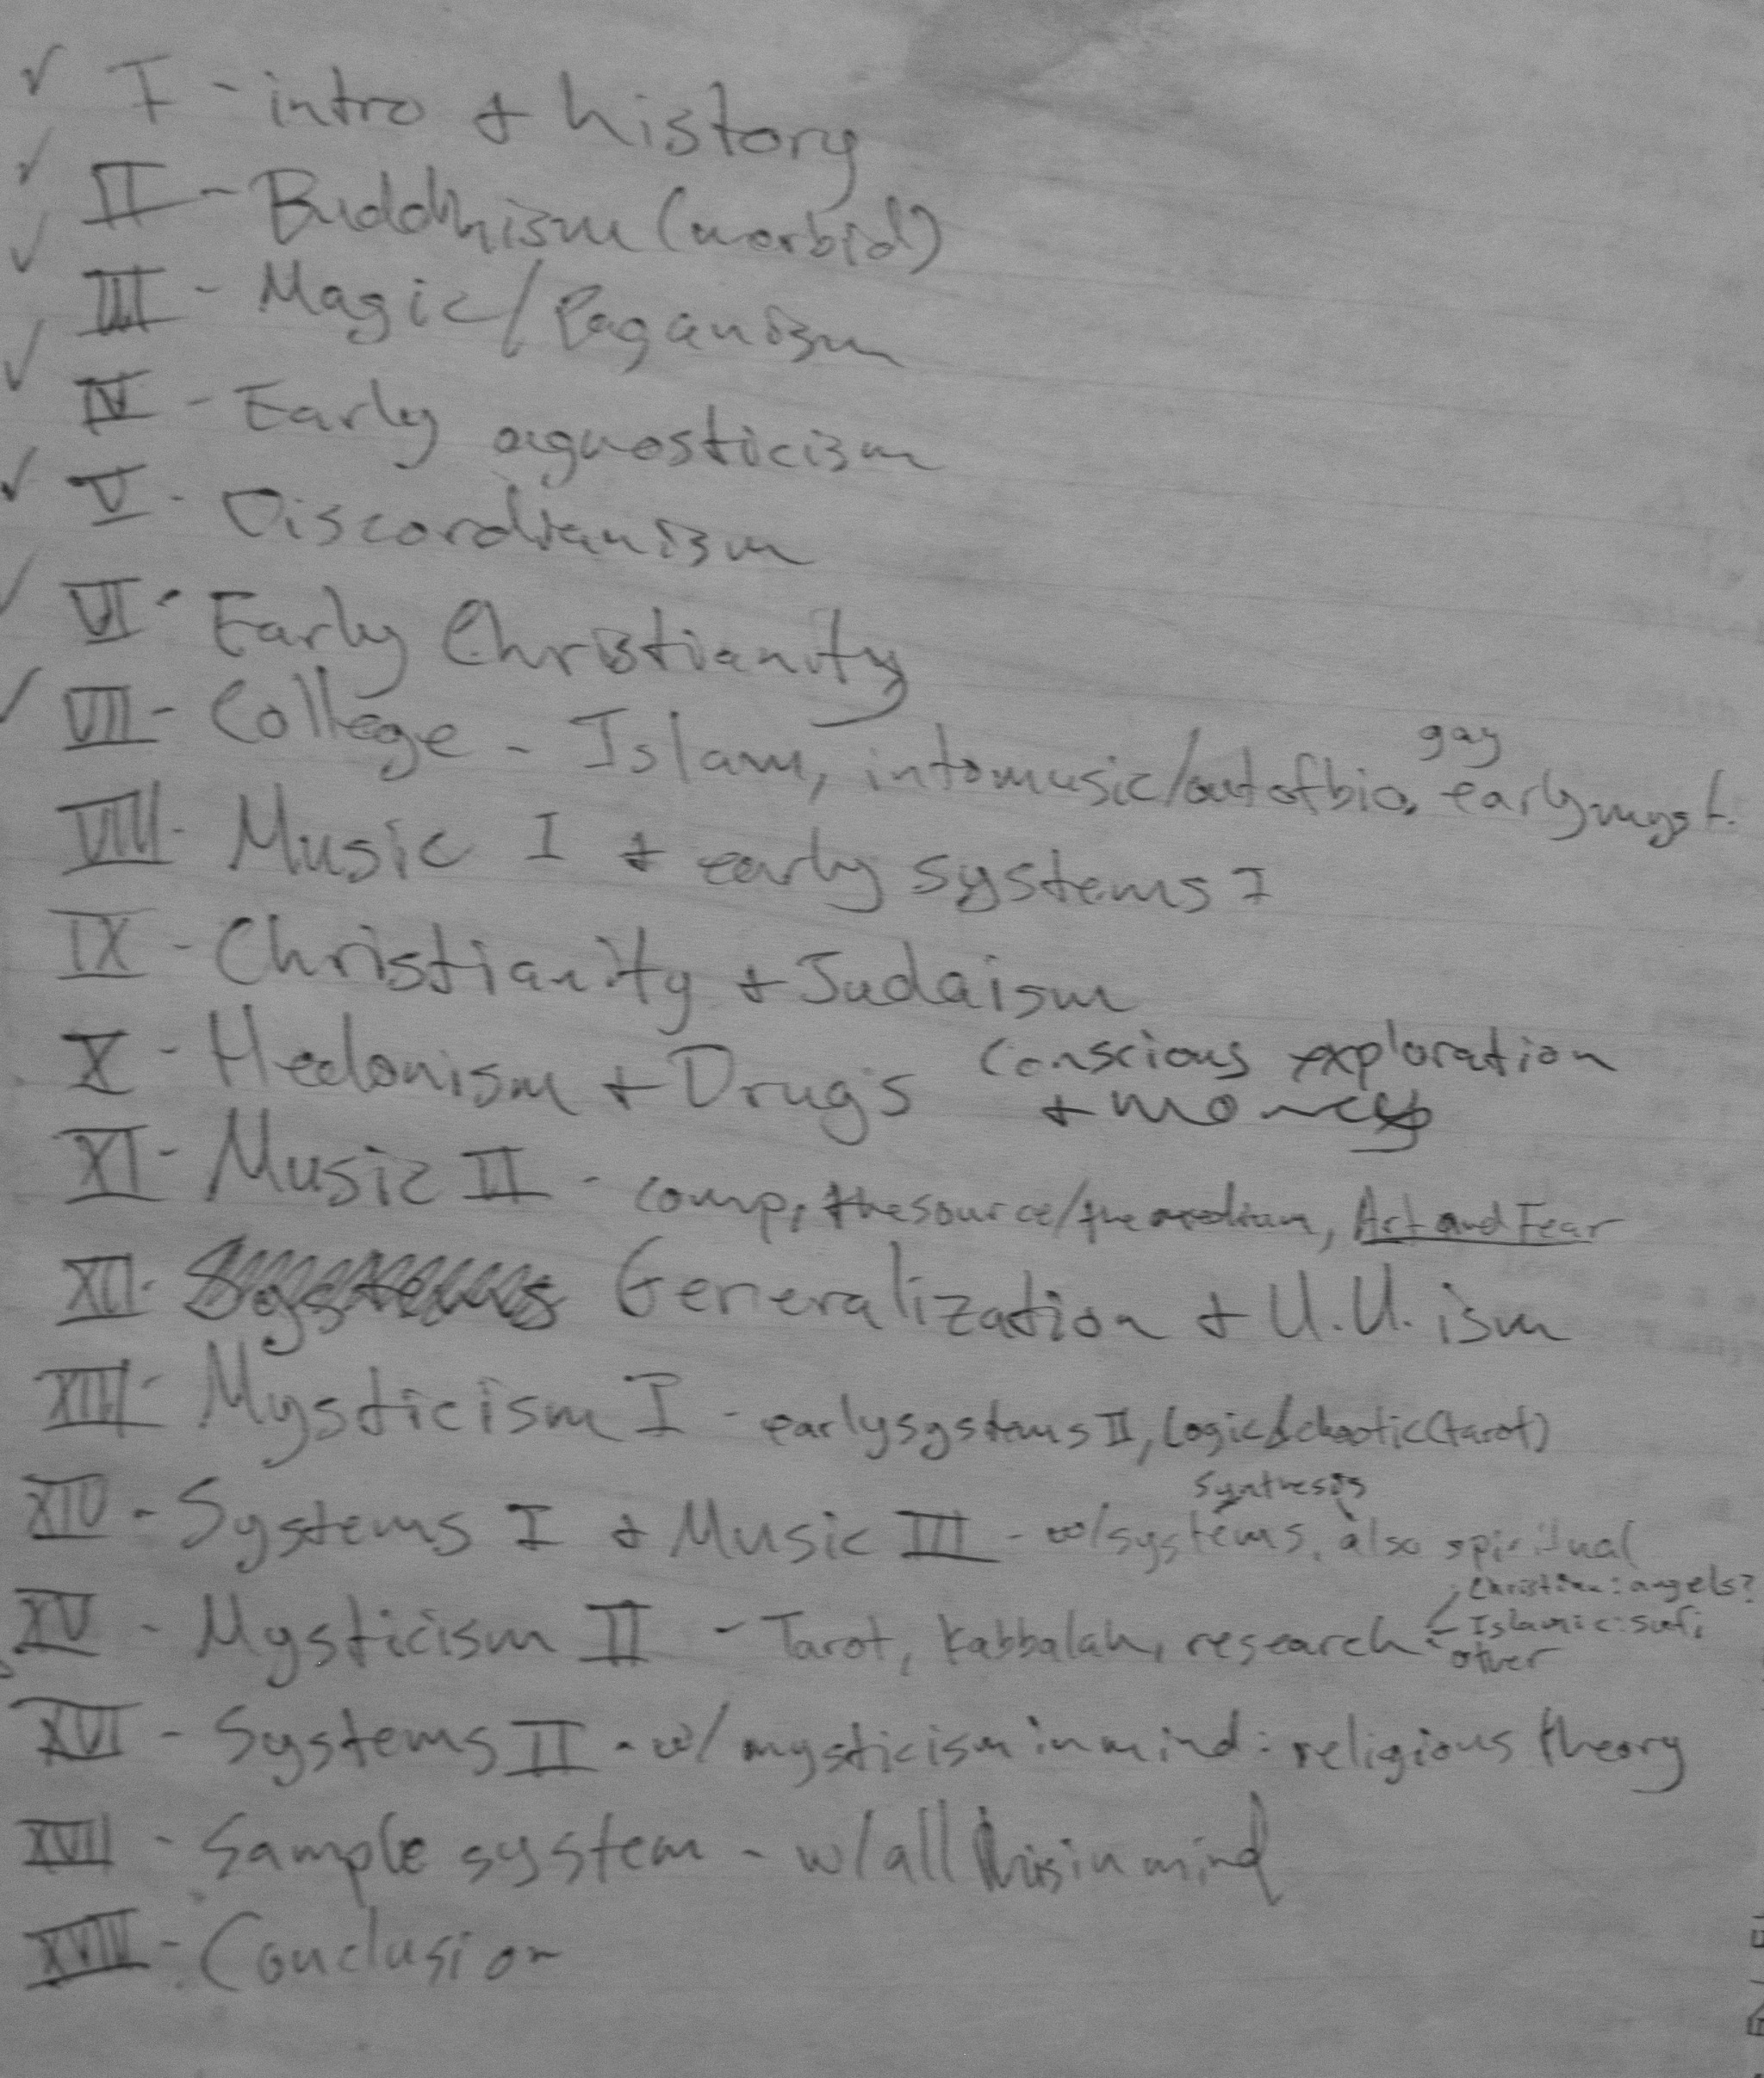 ✓ I - intro + history
✓ II - Buddhism (morbid)
✓ III - Magic/Paganism
✓ IV - Early agnosticism
✓ V - Discordianism
✓ VI - Early Christianity
✓ VII - College - Islam, into music/out of bio, gay early myst.
VIII - Music I + early systems I
IX - Christianity + Judaism
X - Hedonism + Drugs conscious exploration
+ money
XI - Music II - comp, the source/the medium, Art and Fear
XII - Systems Generalization + U.U. ism
XIII - Mysticism I - early systems II, logic/chaotic (tarot)
synthesis
XIV - Systems I + Music III - w/systems, also spiritual
XV - Mysticism II - Tarot, Kabbalah, research
Christian: angels?
Islamic: sufi
other
XVI - Systems II - w/ mysticism in mind: religious theory
XVII - Sample system - w/all this in mind
XVIII - Conclusion